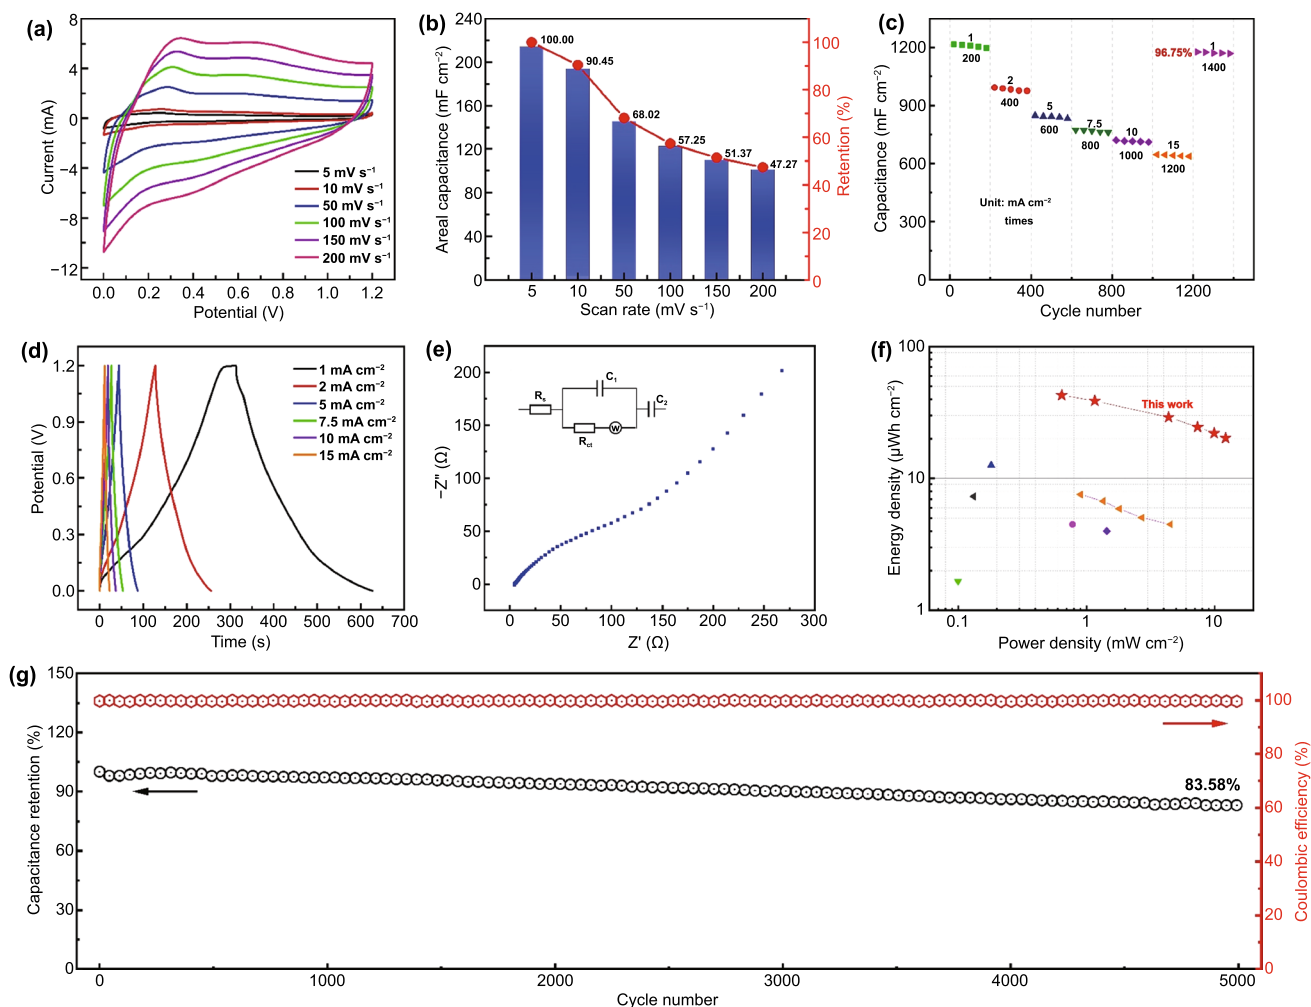 (a)
8
4
0
−4
−8
−12
Current (mA)
5 mV s⁻¹
10 mV s⁻¹
50 mV s⁻¹
100 mV s⁻¹
150 mV s⁻¹
200 mV s⁻¹
0.0 0.2 0.4 0.6 0.8 1.0 1.2
Potential (V)
(b)
240
200
160
120
80
40
0
Areal capacitance (mF cm⁻²)
100.00
90.45
68.02
57.25
51.37
47.27
100
80
60
40
20
0
Retention (%)
5 10 50 100 150 200
Scan rate (mV s⁻¹)
(c)
1200
900
600
300
0
Capacitance (mF cm⁻²)
1
200
2
400
5
600
7.5
800
10
1000
15
1200
96.75%
1
1400
Unit: mA cm⁻²
times
0 400 800 1200
Cycle number
(d)
1.2
0.9
0.6
0.3
0.0
Potential (V)
1 mA cm⁻²
2 mA cm⁻²
5 mA cm⁻²
7.5 mA cm⁻²
10 mA cm⁻²
15 mA cm⁻²
0 100 200 300 400 500 600 700
Time (s)
(e)
200
150
100
50
0
−Z" (Ω)
Rs
C1
C2
Rct
W
0 50 100 150 200 250 300
Z' (Ω)
(f)
100
10
1
Energy density (μWh cm⁻²)
This work
0.1 1 10
Power density (mW cm⁻²)
(g)
150
120
90
60
30
0
Capacitance retention (%)
83.58%
100
80
60
40
20
0
Coulombic efficiency (%)
0 1000 2000 3000 4000 5000
Cycle number